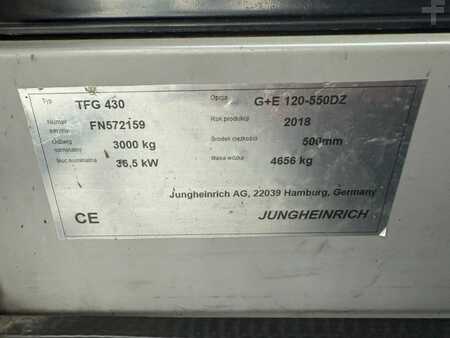 Typ TFG 430 Opcja G+E 120-550DZ
Numer seryjny FN572159 Rok produkcji 2018
Udźwig nominalny 3000 kg Środek ciężkości 500mm
Moc nominalna 36,5 kW Masa wózka 4656 kg
Jungheinrich AG, 22039 Hamburg, Germany
CE JUNGHEINRICH